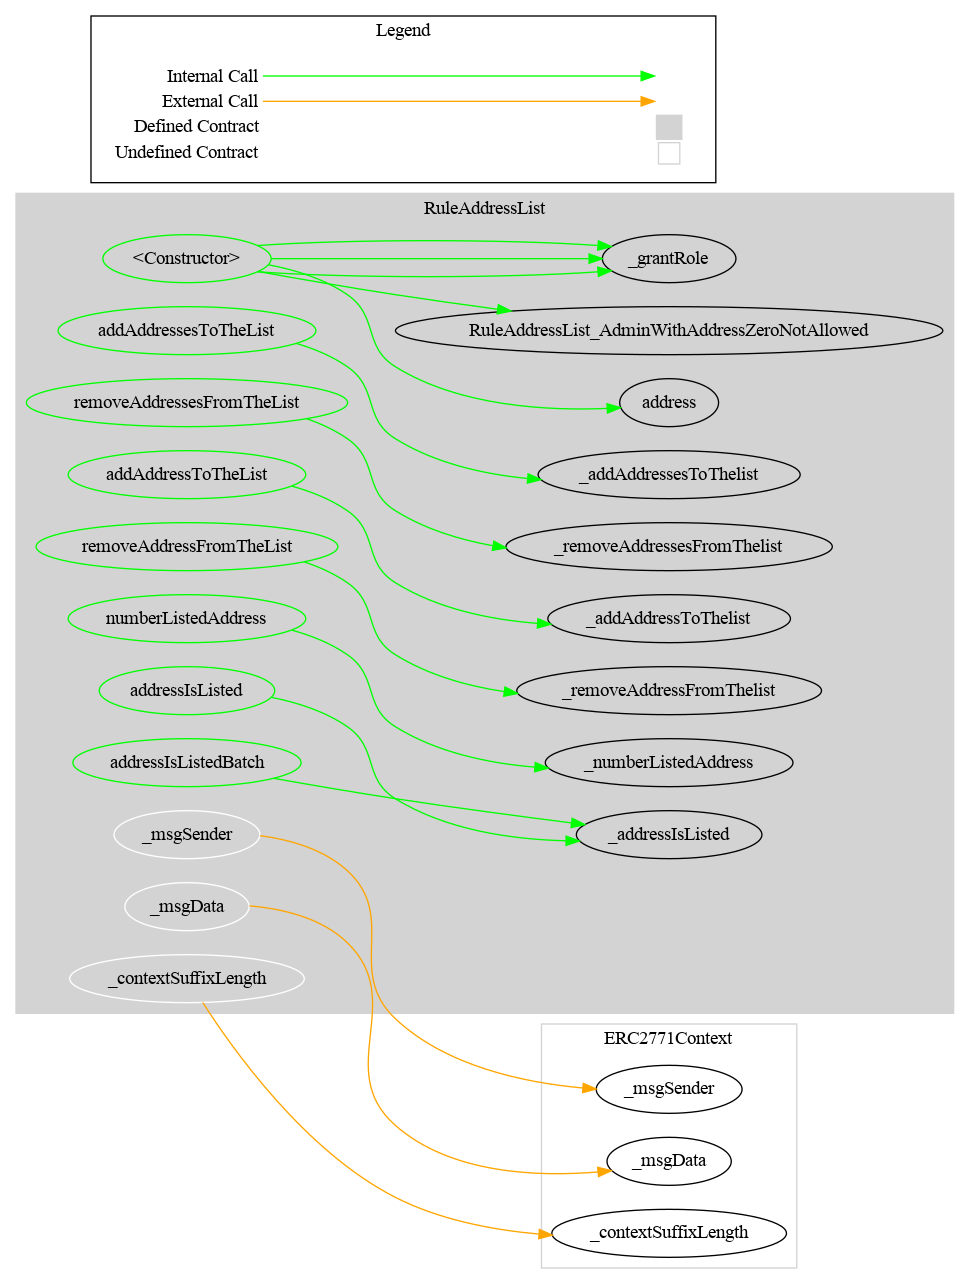 Legend
Internal Call
External Call
Defined Contract
Undefined Contract
RuleAddressList
<Constructor>
_grantRole
addAddressesToTheList
RuleAddressList_AdminWithAddressZeroNotAllowed
removeAddressesFromTheList
address
addAddressToTheList
_addAddressesToThelist
removeAddressFromTheList
_removeAddressesFromThelist
numberListedAddress
_addAddressToThelist
addressIsListed
_removeAddressFromThelist
addressIsListedBatch
_numberListedAddress
_msgSender
_addressIsListed
_msgData
_contextSuffixLength
ERC2771Context
_msgSender
_msgData
_contextSuffixLength